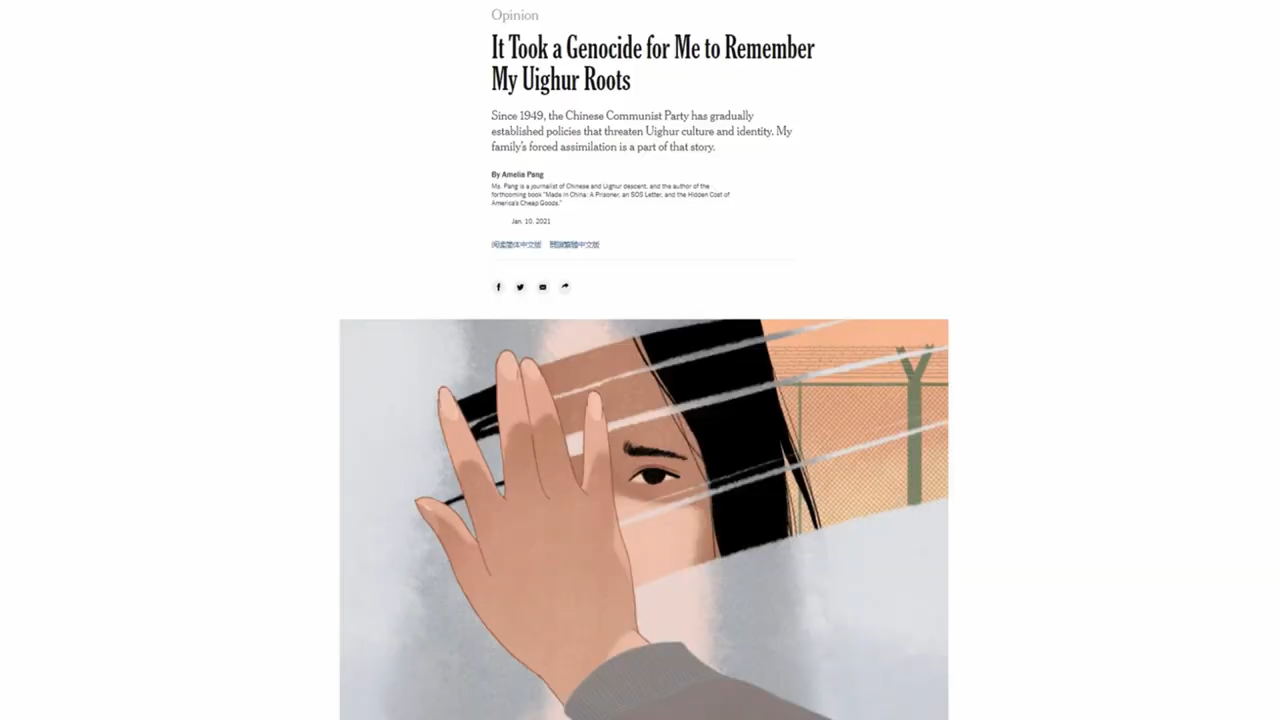 Opinion
It Took a Genocide for Me to Remember
My Uighur Roots
Since 1949, the Chinese Communist Party has gradually
established policies that threaten Uighur culture and identity. My
family's forced assimilation is a part of that story.
By Amelia Pang
Ms. Pang is a journalist of Chinese and Uighur descent, and the author of the
forthcoming book "Made in China: A Prisoner, an SOS Letter, and the Hidden Cost of
America's Cheap Goods."
Jan. 10, 2021
阅读简体中文版 閱讀繁體中文版